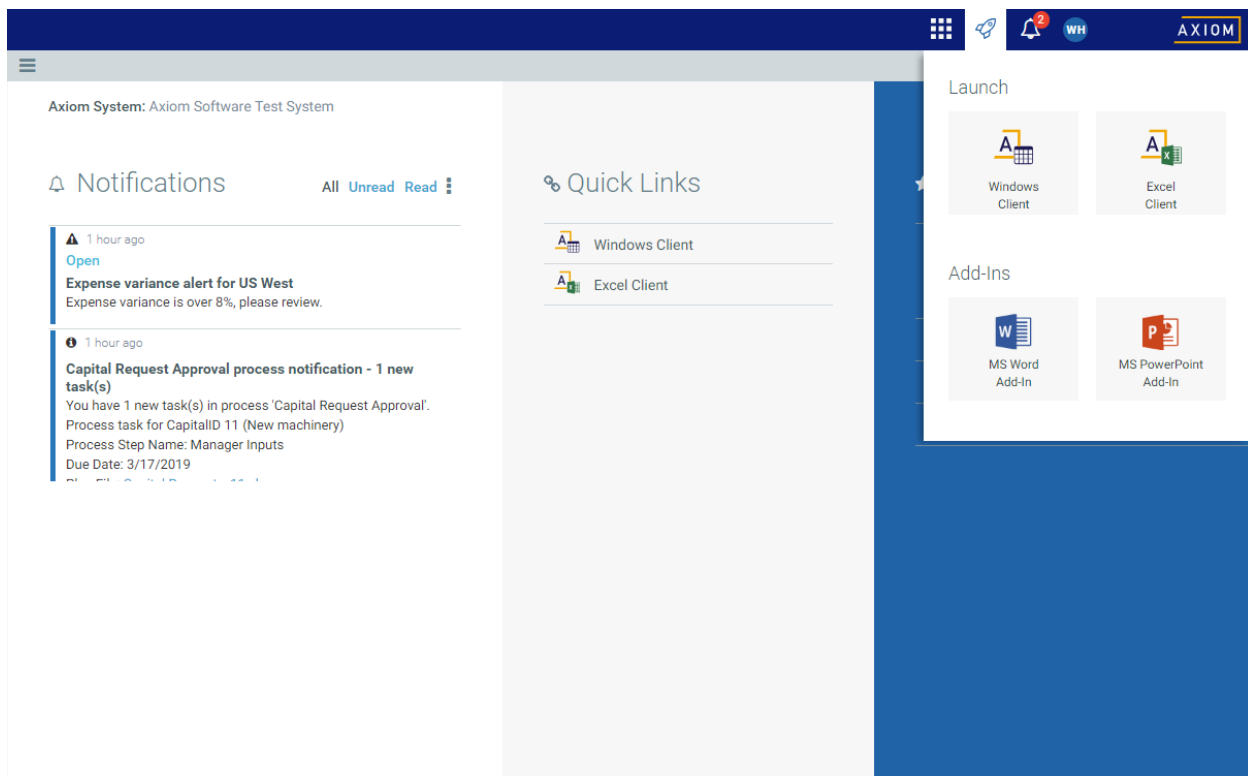 2
WH
AXIOM
Axiom System: Axiom Software Test System
Notifications
All Unread Read
1 hour ago
Open
Expense variance alert for US West
Expense variance is over 8%, please review.
1 hour ago
Capital Request Approval process notification - 1 new
task(s)
You have 1 new task(s) in process 'Capital Request Approval'.
Process task for CapitalID 11 (New machinery)
Process Step Name: Manager Inputs
Due Date: 3/17/2019
Quick Links
Windows Client
Excel Client
Launch
Windows
Client
Excel
Client
Add-Ins
MS Word
Add-In
MS PowerPoint
Add-In